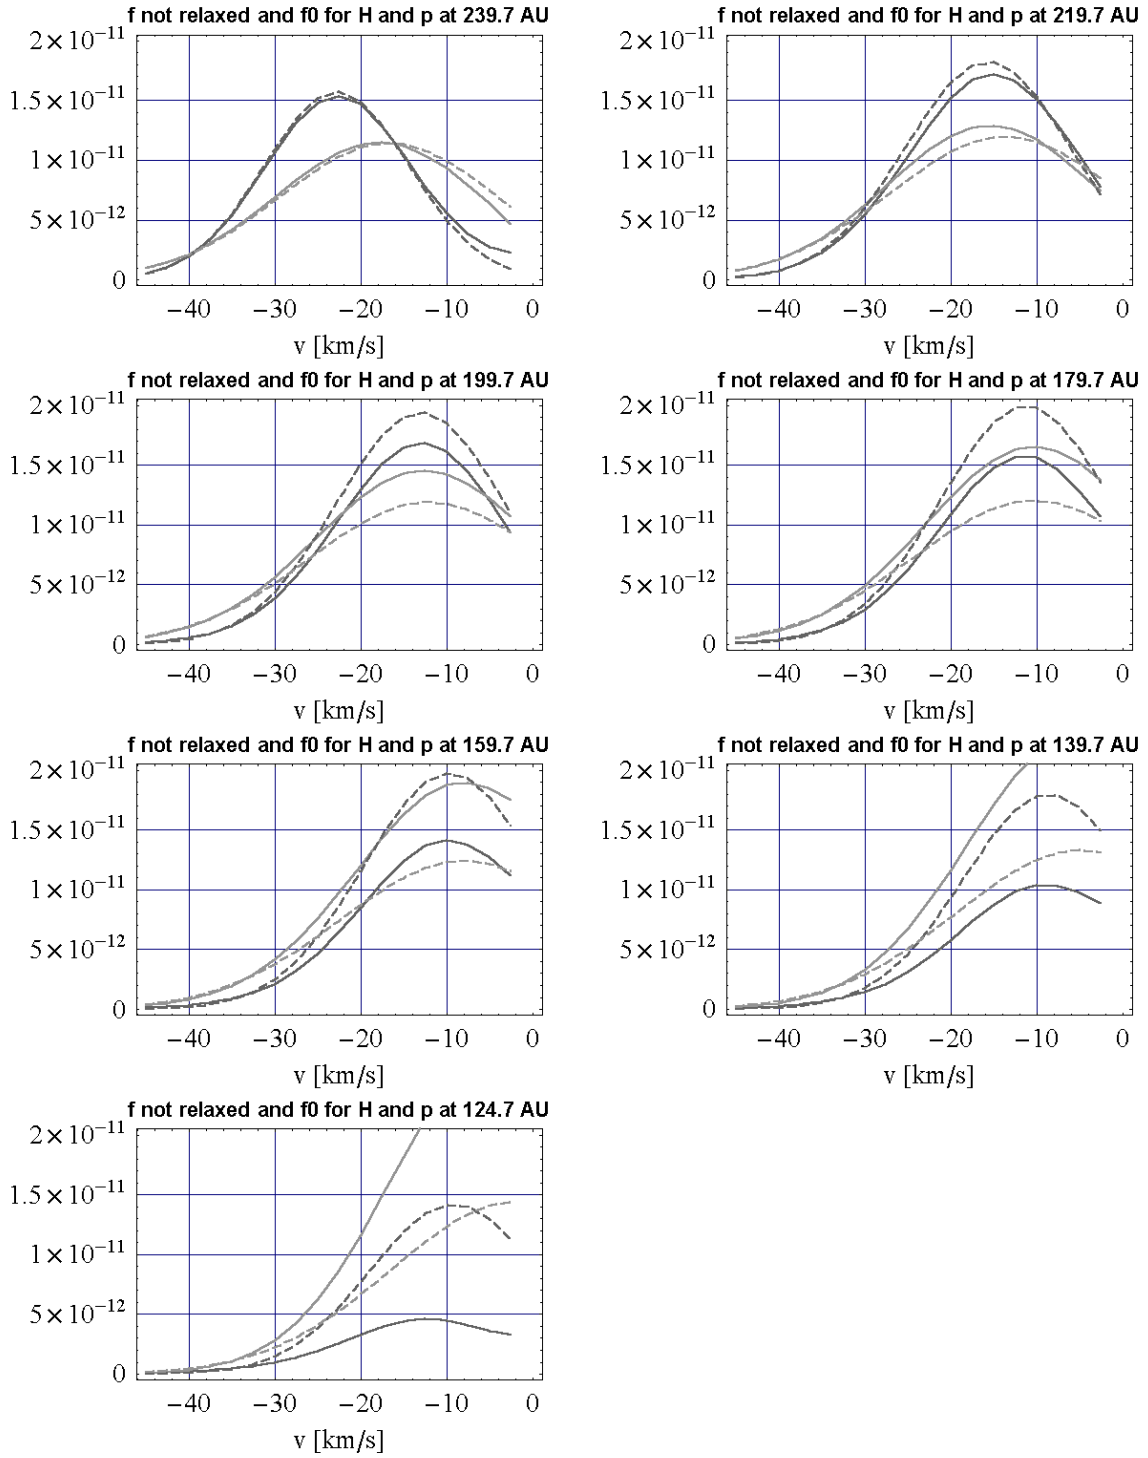 f not relaxed and f0 for H and p at 239.7 AU
2×10⁻¹¹
1.5×10⁻¹¹
1×10⁻¹¹
5×10⁻¹²
0
−40 −30 −20 −10 0
v [km/s]
f not relaxed and f0 for H and p at 219.7 AU
2×10⁻¹¹
1.5×10⁻¹¹
1×10⁻¹¹
5×10⁻¹²
0
−40 −30 −20 −10 0
v [km/s]
f not relaxed and f0 for H and p at 199.7 AU
2×10⁻¹¹
1.5×10⁻¹¹
1×10⁻¹¹
5×10⁻¹²
0
−40 −30 −20 −10 0
v [km/s]
f not relaxed and f0 for H and p at 179.7 AU
2×10⁻¹¹
1.5×10⁻¹¹
1×10⁻¹¹
5×10⁻¹²
0
−40 −30 −20 −10 0
v [km/s]
f not relaxed and f0 for H and p at 159.7 AU
2×10⁻¹¹
1.5×10⁻¹¹
1×10⁻¹¹
5×10⁻¹²
0
−40 −30 −20 −10 0
v [km/s]
f not relaxed and f0 for H and p at 139.7 AU
2×10⁻¹¹
1.5×10⁻¹¹
1×10⁻¹¹
5×10⁻¹²
0
−40 −30 −20 −10 0
v [km/s]
f not relaxed and f0 for H and p at 124.7 AU
2×10⁻¹¹
1.5×10⁻¹¹
1×10⁻¹¹
5×10⁻¹²
0
−40 −30 −20 −10 0
v [km/s]